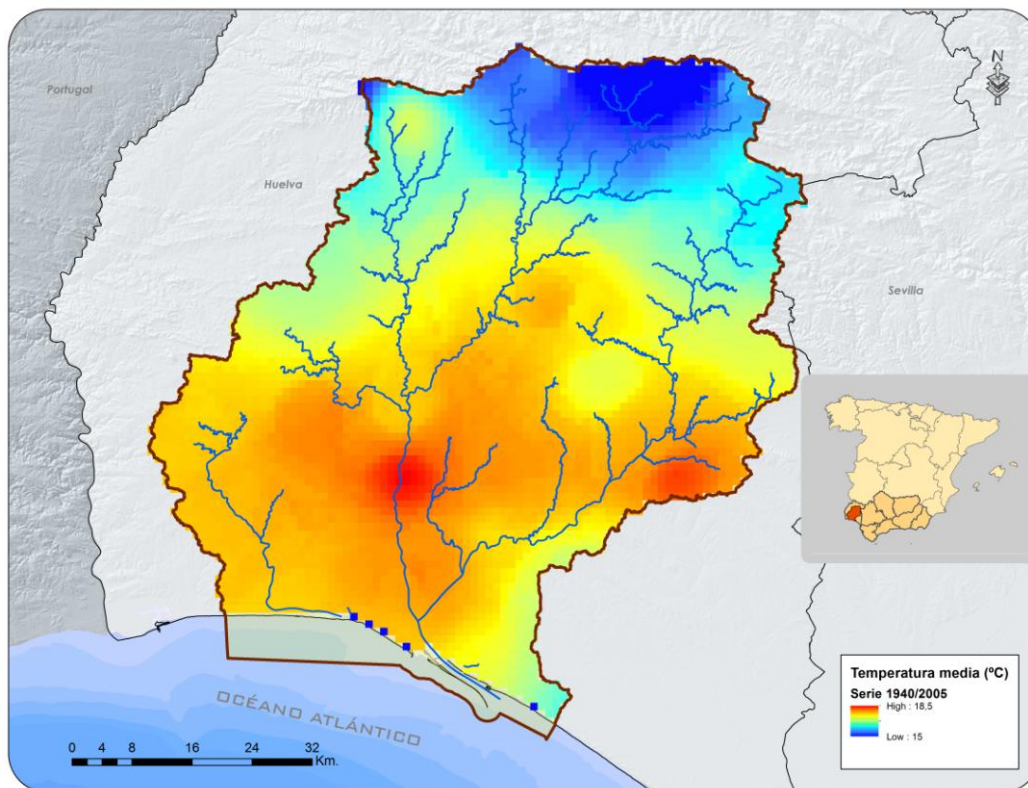 N
Portugal
Huelva
Sevilla
OCÉANO ATLÁNTICO
Temperatura media (ºC)
Serie 1940/2005
High : 18,5
Low : 15
0 4 8 16 24 32
Km.